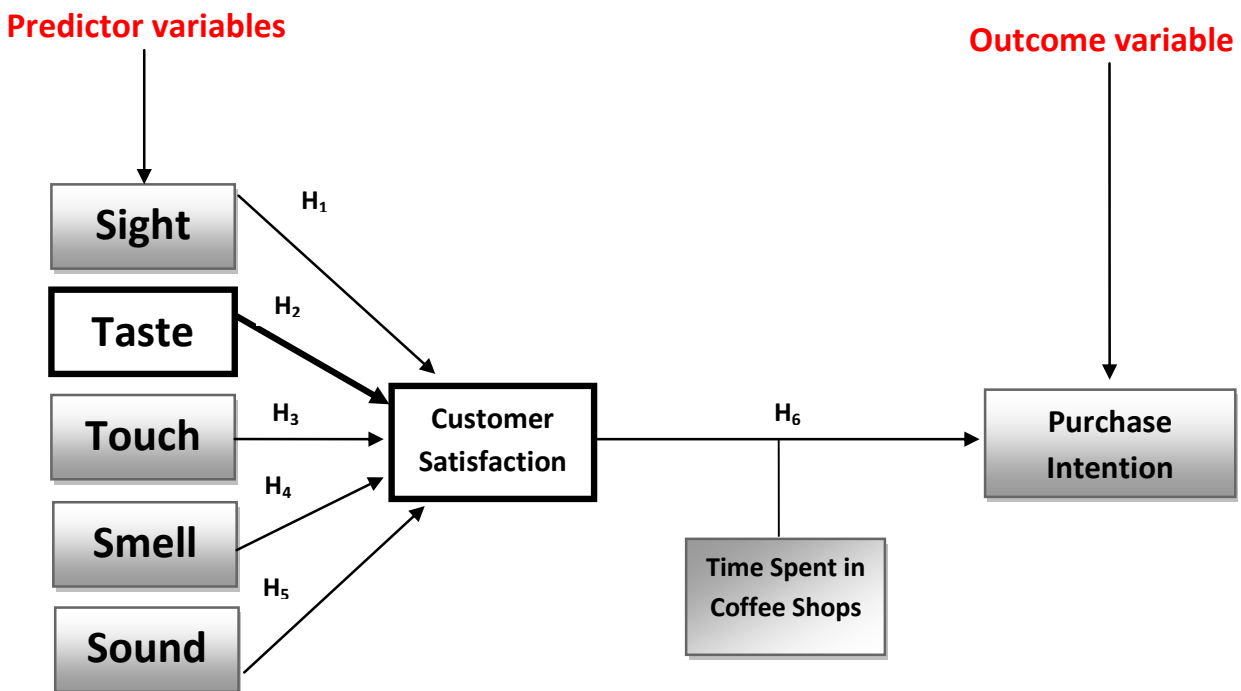 Predictor variables
Outcome variable
Sight
H₁
Taste
H₂
Touch
H₃
Customer
Satisfaction
H₆
Purchase
Intention
Smell
H₄
Time Spent in
Coffee Shops
Sound
H₅